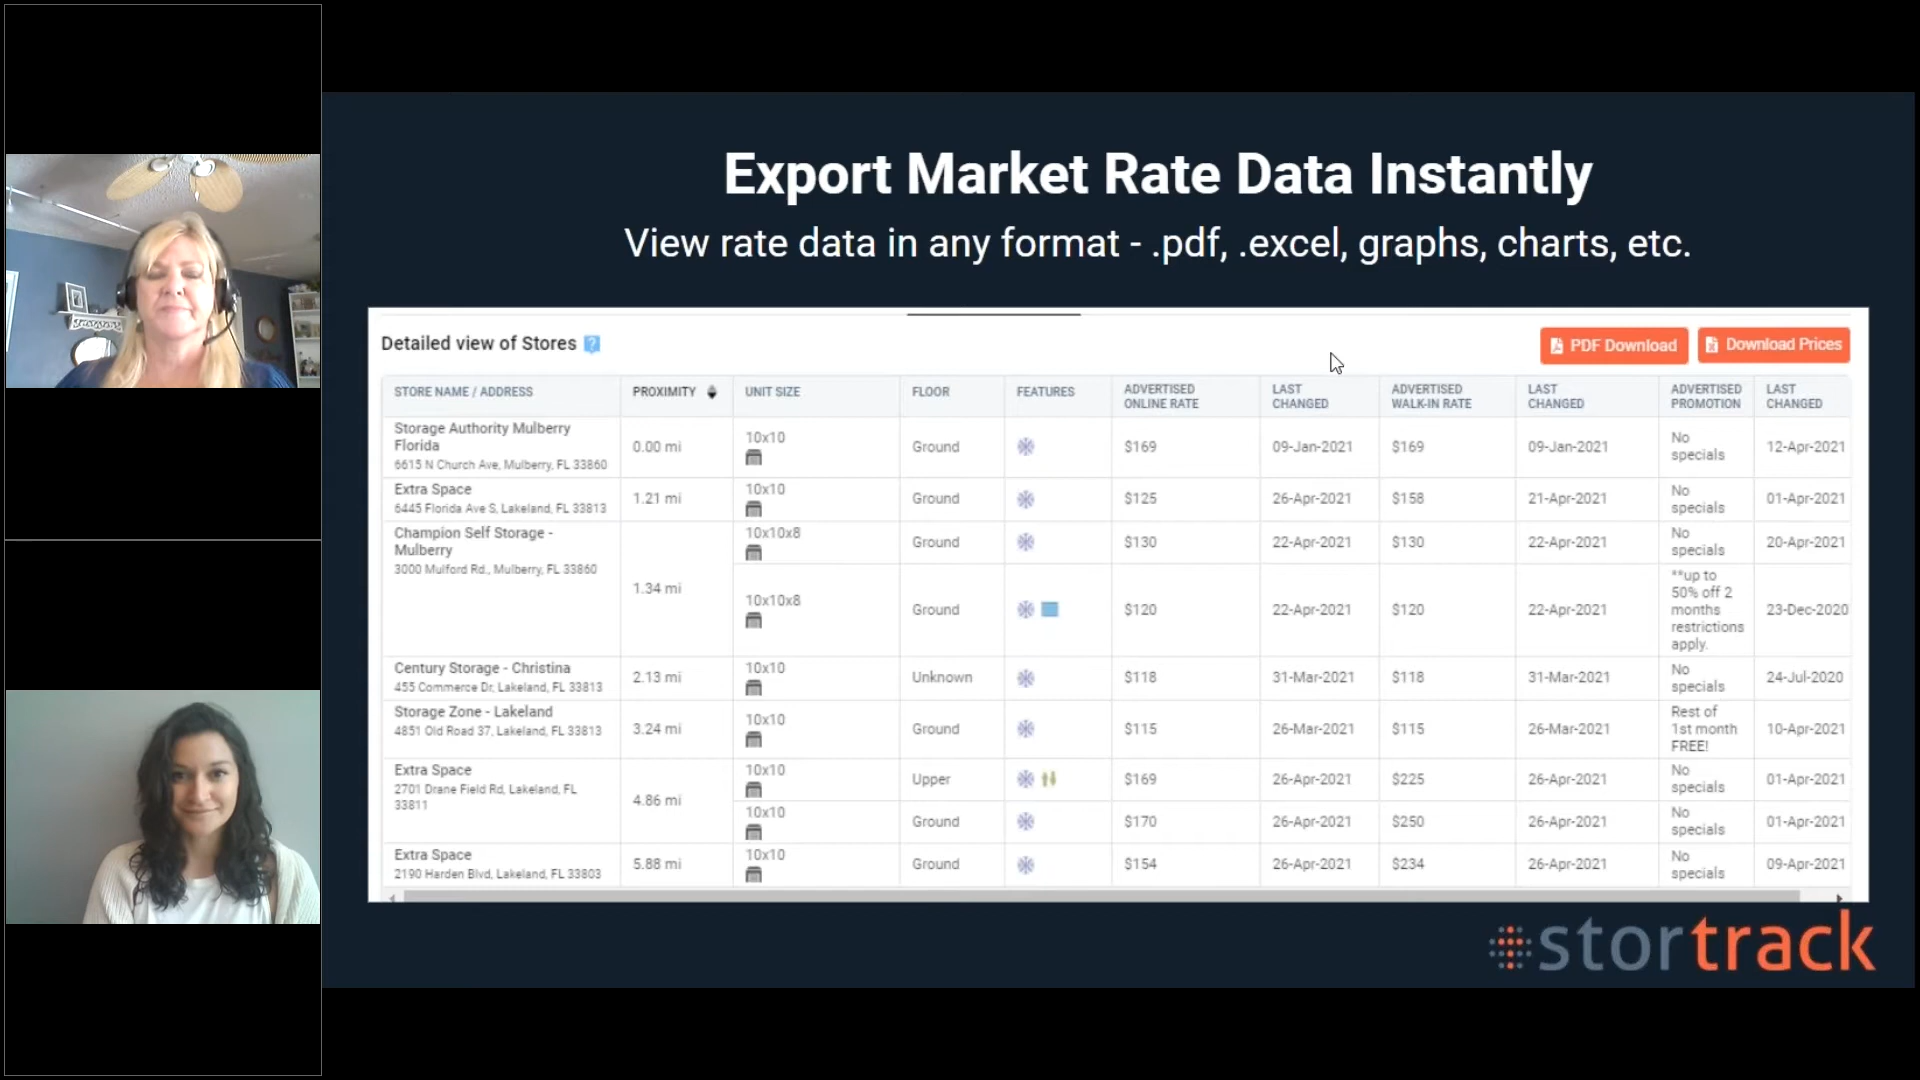 Export Market Rate Data Instantly
View rate data in any format - .pdf, .excel, graphs, charts, etc.
Detailed view of Stores ?
PDF Download
Download Prices
STORE NAME / ADDRESS PROXIMITY UNIT SIZE FLOOR FEATURES ADVERTISED ONLINE RATE LAST CHANGED ADVERTISED WALK-IN RATE LAST CHANGED ADVERTISED PROMOTION LAST CHANGED
Storage Authority Mulberry
Florida
6615 N Church Ave, Mulberry, FL 33860
0.00 mi 10x10 Ground $169 09-Jan-2021 $169 09-Jan-2021 No specials 12-Apr-2021
Extra Space
6445 Florida Ave S, Lakeland, FL 33813
1.21 mi 10x10 Ground $125 26-Apr-2021 $158 21-Apr-2021 No specials 01-Apr-2021
Champion Self Storage -
Mulberry
3000 Mulford Rd., Mulberry, FL 33860
1.34 mi
10x10x8 Ground $130 22-Apr-2021 $130 22-Apr-2021 No specials 20-Apr-2021
10x10x8 Ground $120 22-Apr-2021 $120 22-Apr-2021 **up to 50% off 2 months restrictions apply. 23-Dec-2020
Century Storage - Christina
455 Commerce Dr, Lakeland, FL 33813
2.13 mi 10x10 Unknown $118 31-Mar-2021 $118 31-Mar-2021 No specials 24-Jul-2020
Storage Zone - Lakeland
4851 Old Road 37, Lakeland, FL 33813
3.24 mi 10x10 Ground $115 26-Mar-2021 $115 26-Mar-2021 Rest of 1st month FREE! 10-Apr-2021
Extra Space
2701 Drane Field Rd, Lakeland, FL
33811
4.86 mi
10x10 Upper $169 26-Apr-2021 $225 26-Apr-2021 No specials 01-Apr-2021
10x10 Ground $170 26-Apr-2021 $250 26-Apr-2021 No specials 01-Apr-2021
Extra Space
2190 Harden Blvd, Lakeland, FL 33803
5.88 mi 10x10 Ground $154 26-Apr-2021 $234 26-Apr-2021 No specials 09-Apr-2021
stortrack